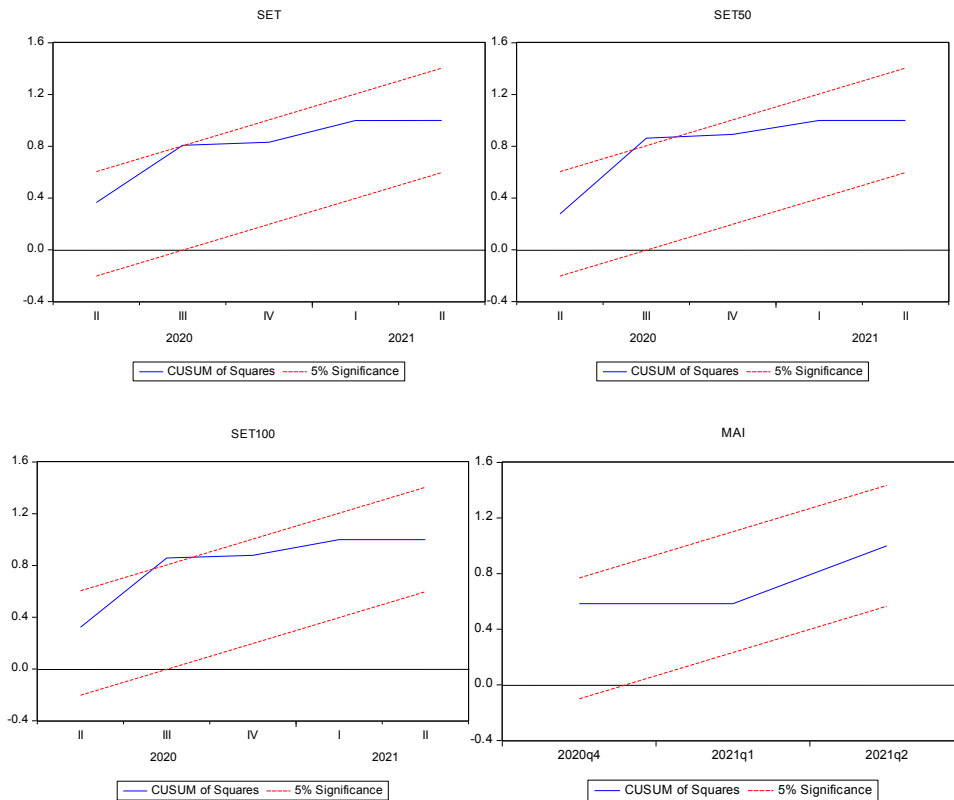 SET
1.6
1.2
0.8
0.4
0.0
-0.4
II III IV I II
2020 2021
CUSUM of Squares 5% Significance
SET50
1.6
1.2
0.8
0.4
0.0
-0.4
II III IV I II
2020 2021
CUSUM of Squares 5% Significance
SET100
1.6
1.2
0.8
0.4
0.0
-0.4
II III IV I II
2020 2021
CUSUM of Squares 5% Significance
MAI
1.6
1.2
0.8
0.4
0.0
-0.4
2020q4 2021q1 2021q2
CUSUM of Squares 5% Significance